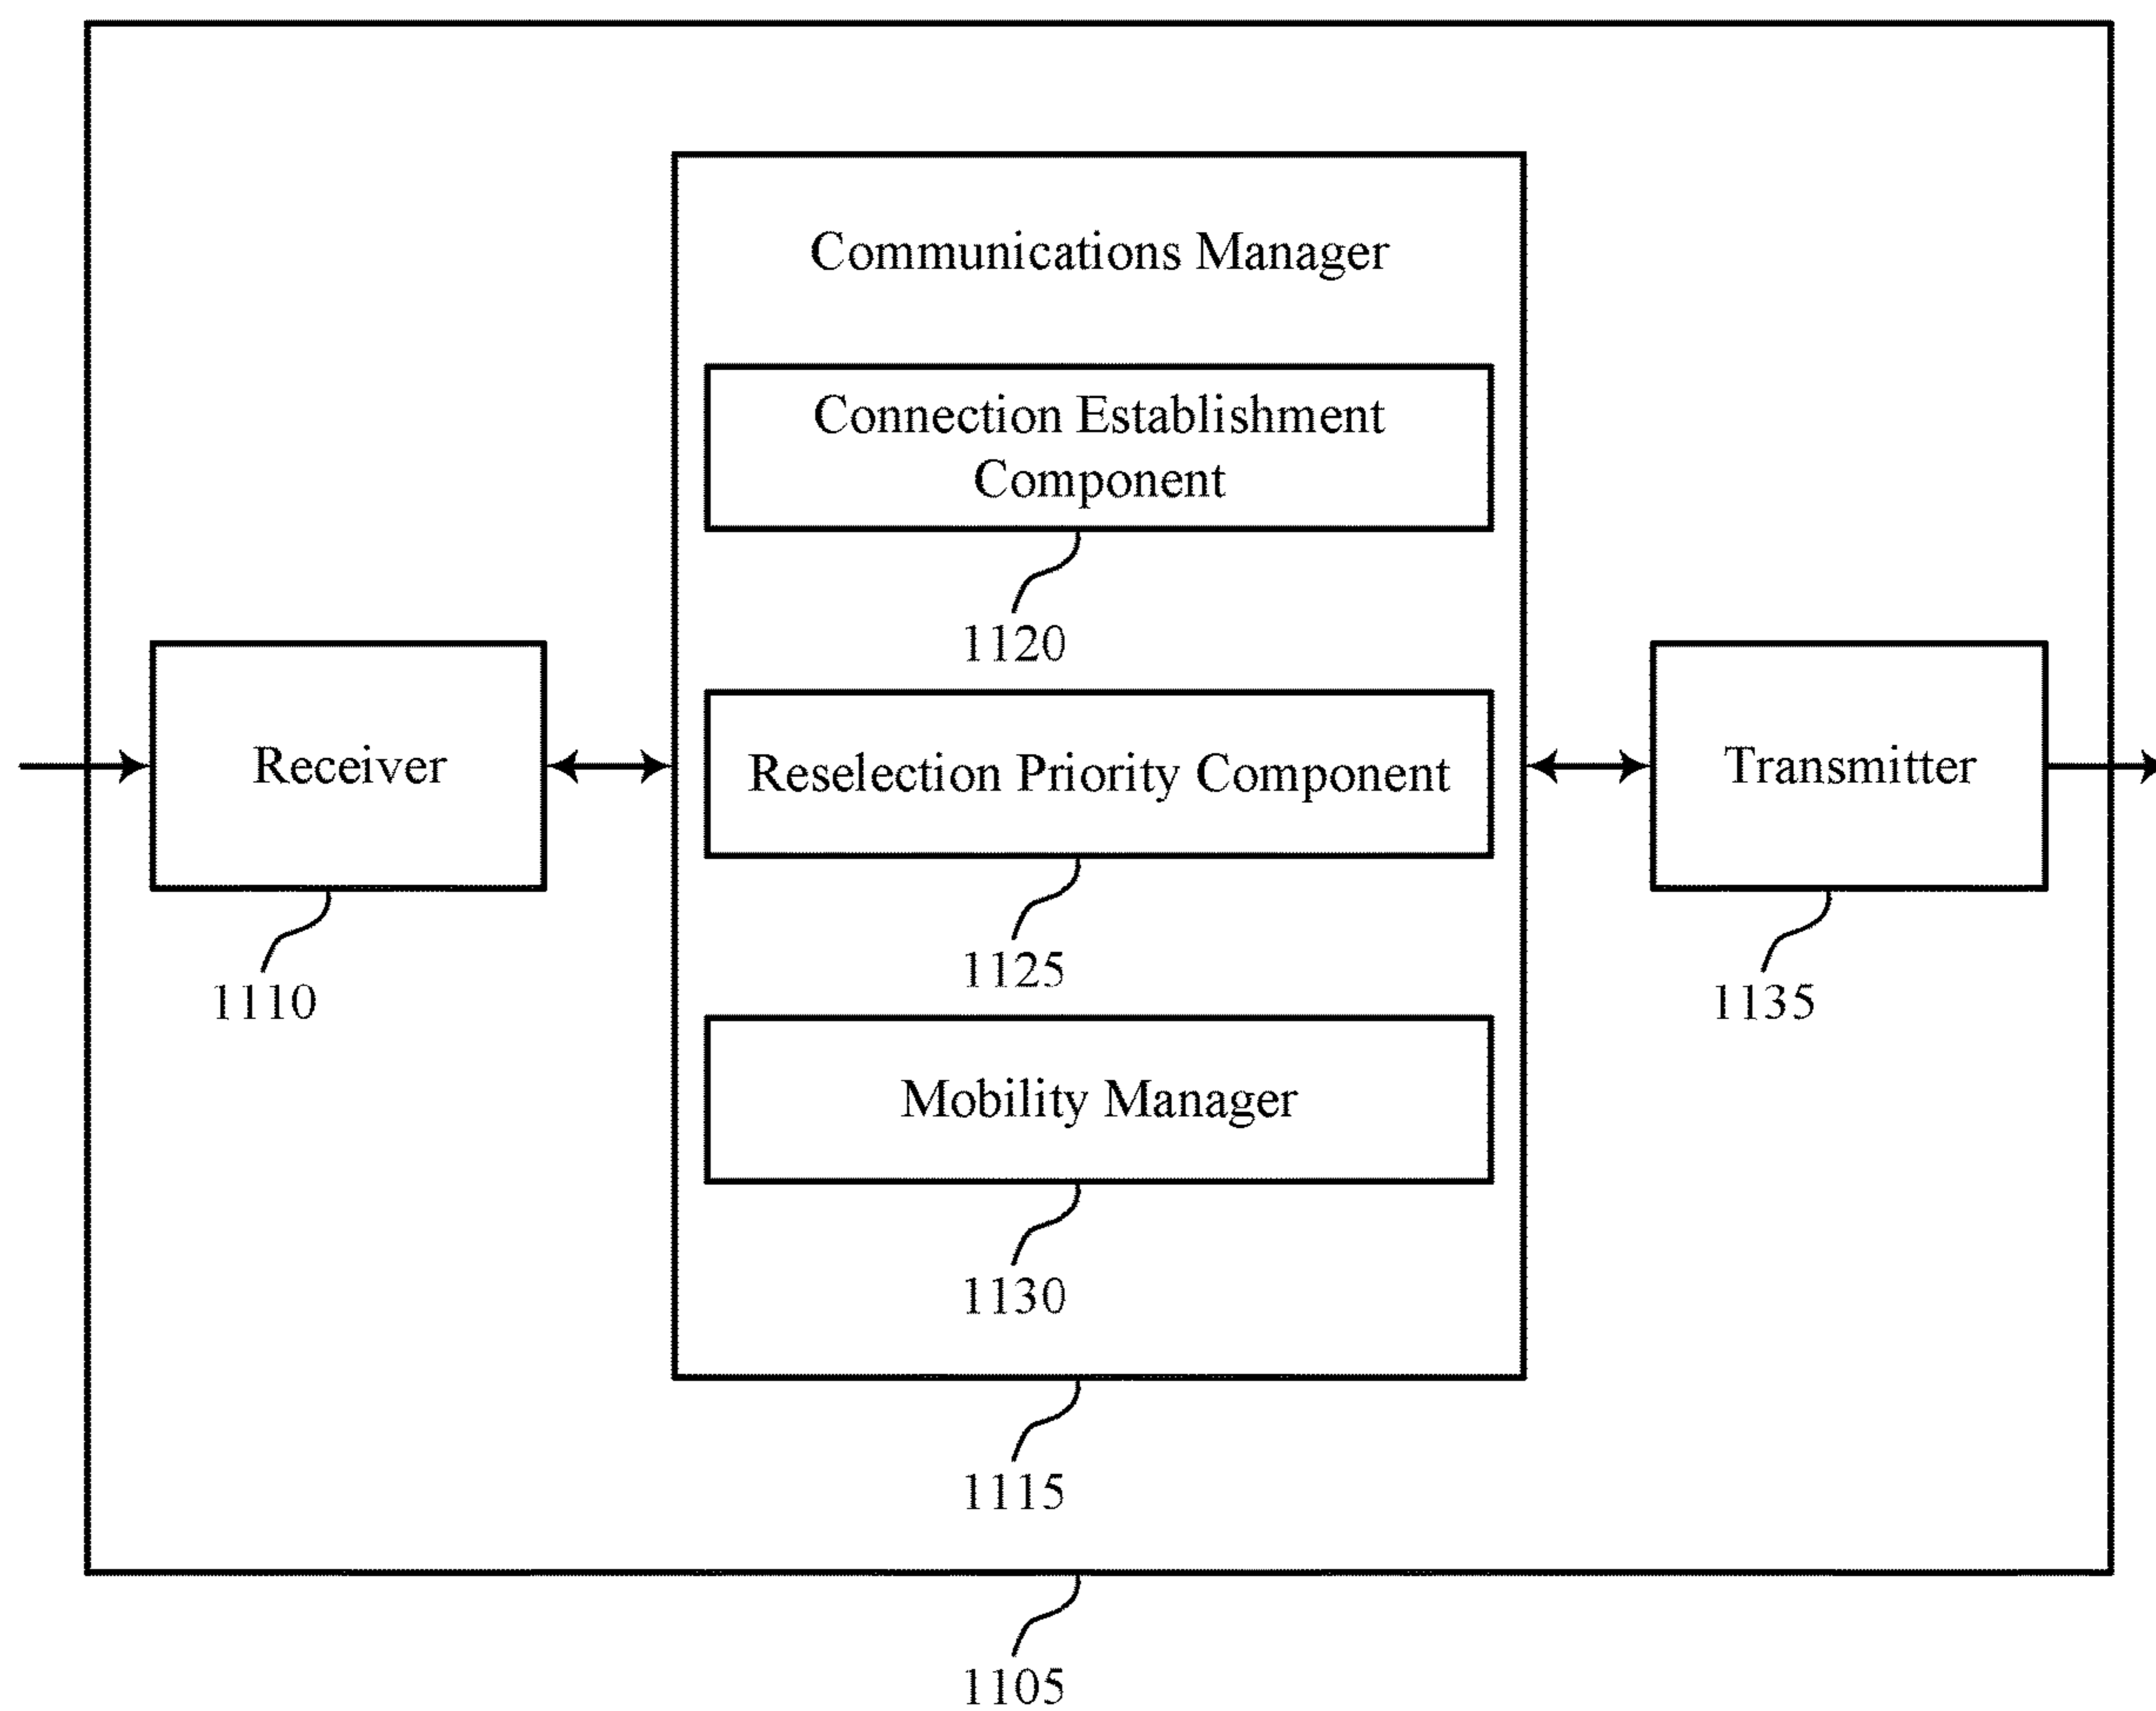 Communications Manager
Connection Establishment
Component
1120
Receiver
1110
Reselection Priority Component
1125
Transmitter
1135
Mobility Manager
1130
1115
1105